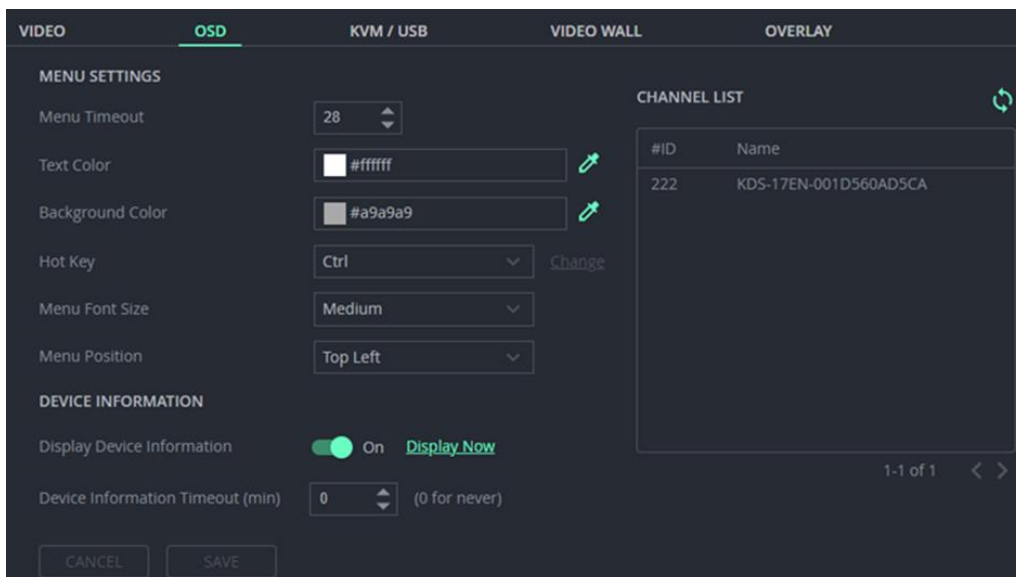 VIDEO OSD KVM / USB VIDEO WALL OVERLAY
MENU SETTINGS
Menu Timeout 28
Text Color #ffffff
Background Color #a9a9a9
Hot Key Ctrl Change
Menu Font Size Medium
Menu Position Top Left
DEVICE INFORMATION
Display Device Information On Display Now
Device Information Timeout (min) 0 (0 for never)
CANCEL SAVE
CHANNEL LIST
#ID Name
222 KDS-17EN-001D560AD5CA
1-1 of 1 < >